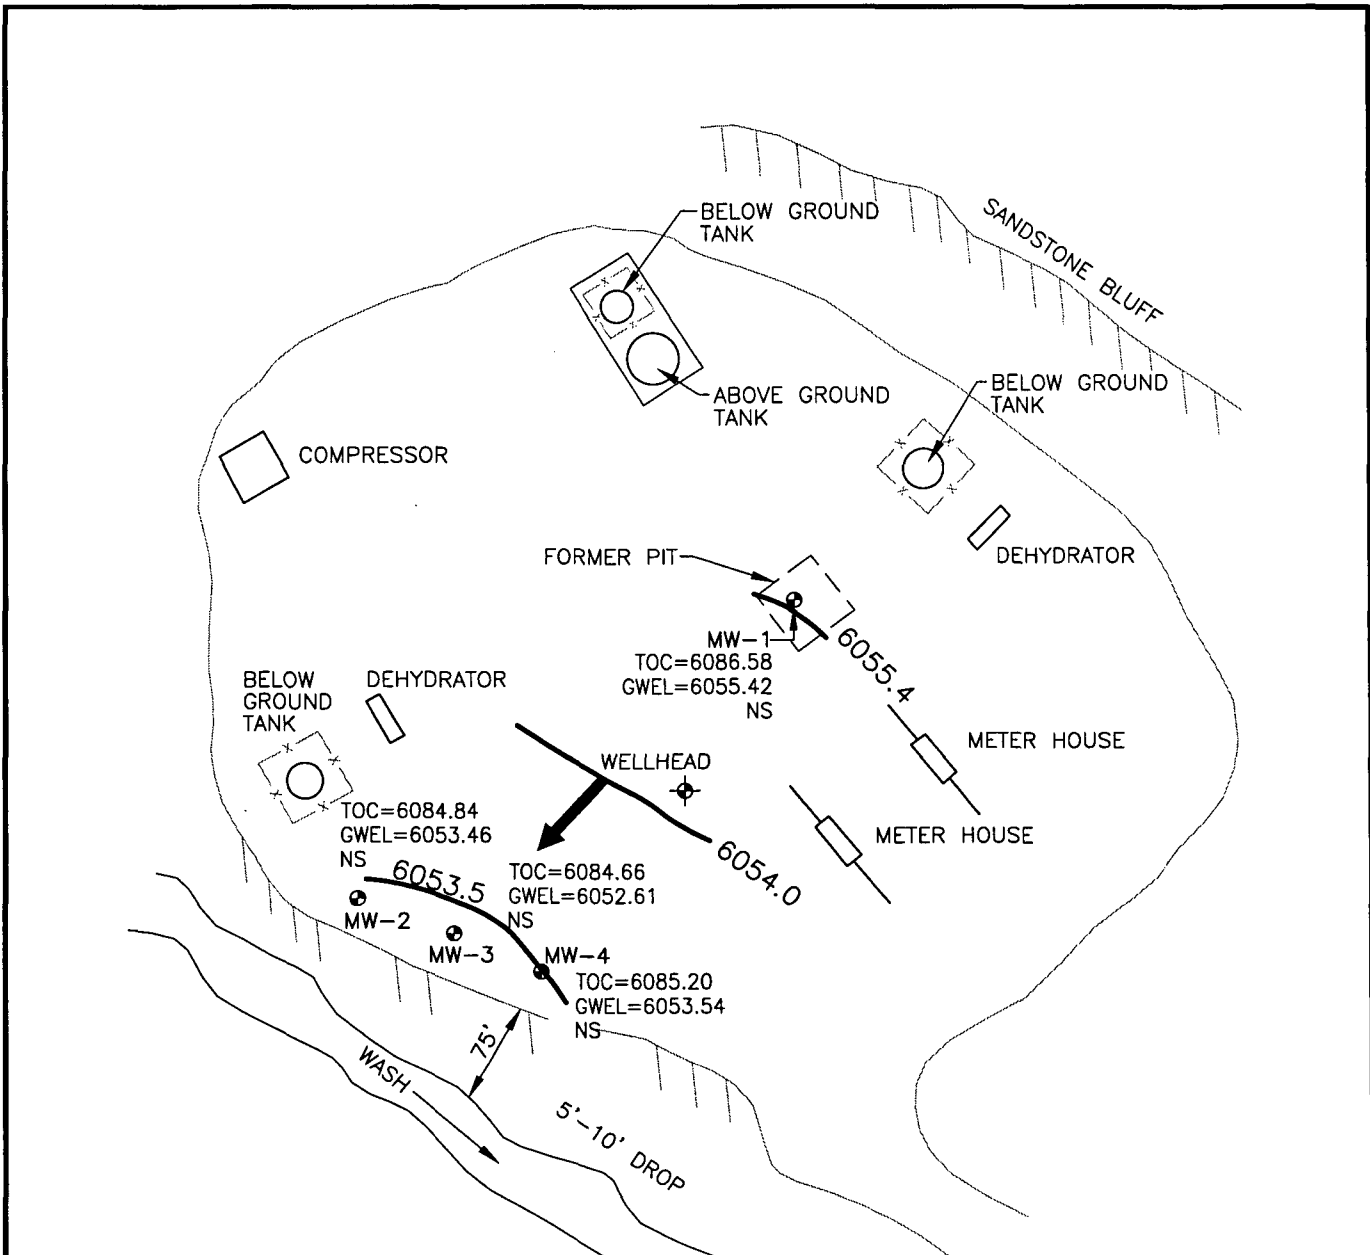 BELOW GROUND
TANK
SANDSTONE BLUFF
ABOVE GROUND
TANK
BELOW GROUND
TANK
COMPRESSOR
DEHYDRATOR
FORMER PIT
MW-1
TOC=6086.58
GWEL=6055.42
NS
6055.4
BELOW
GROUND
TANK
DEHYDRATOR
METER HOUSE
WELLHEAD
METER HOUSE
6054.0
TOC=6084.84
GWEL=6053.46
NS
6053.5
TOC=6084.66
GWEL=6052.61
NS
MW-2
MW-3
MW-4
TOC=6085.20
GWEL=6053.54
NS
75'
WASH
5'-10' DROP